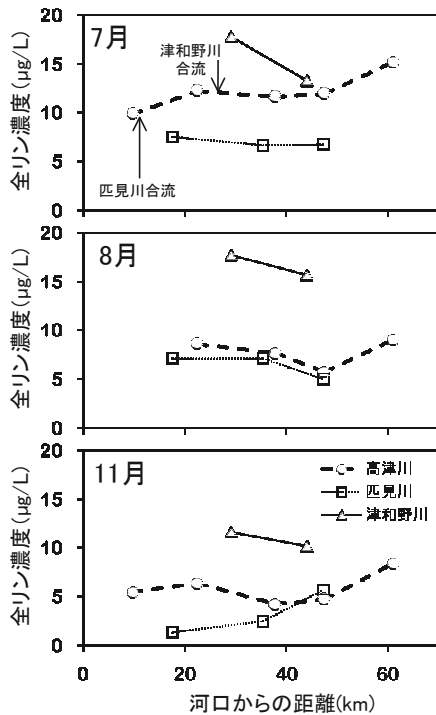 20
7月
津和野川
合流
15
10
5
匹見川合流
0
全リン濃度(μg/L)
20
8月
15
10
5
0
全リン濃度(μg/L)
20
11月
高津川
匹見川
津和野川
15
10
5
0
全リン濃度(μg/L)
0 20 40 60
河口からの距離(km)